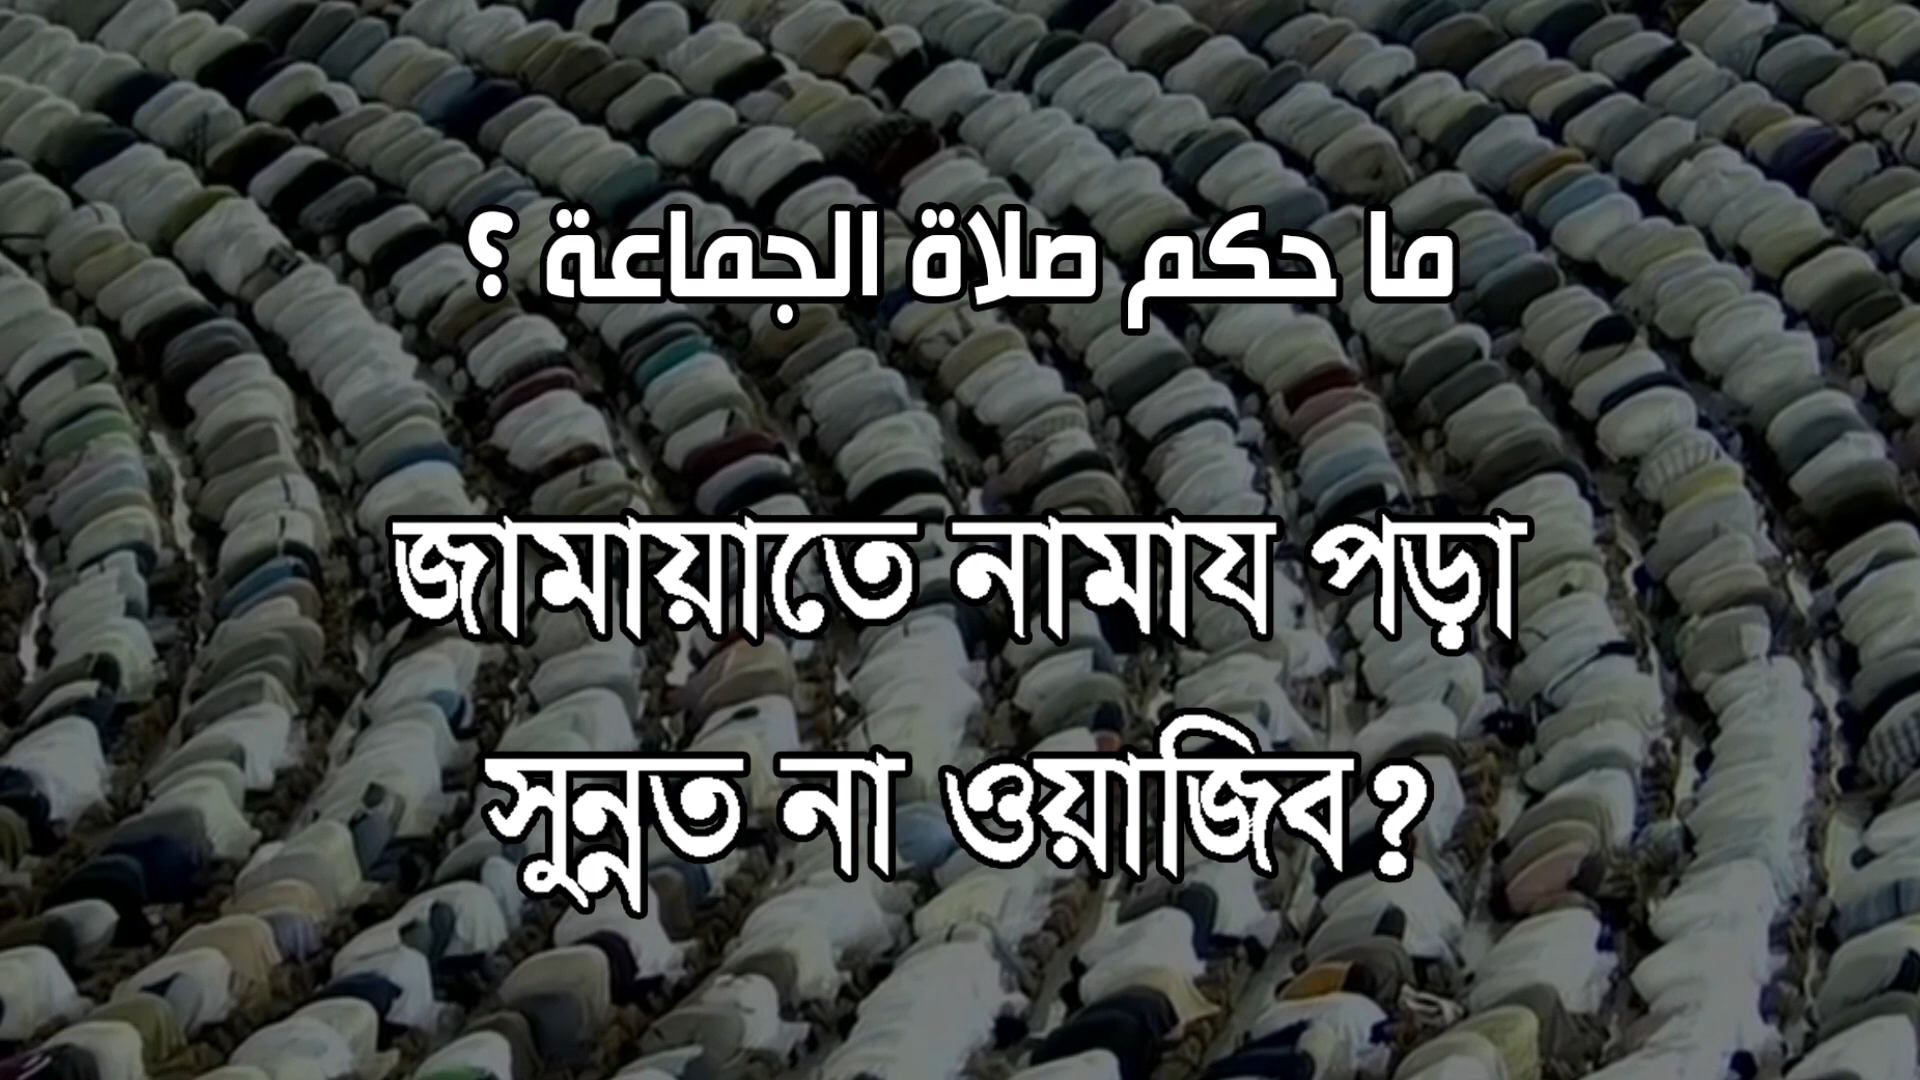 ما حكم صلاة الجماعة ؟
জামায়াতে নামায পড়া
সুন্নত না ওয়াজিব?